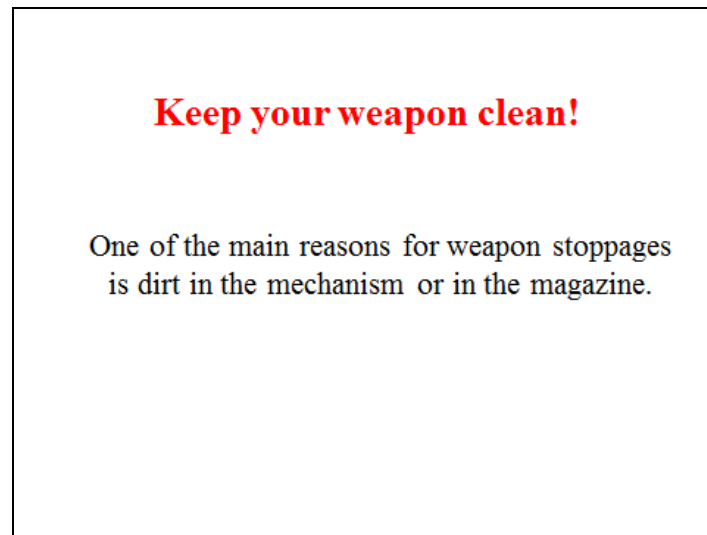 Keep your weapon clean!
One of the main reasons for weapon stoppages
is dirt in the mechanism or in the magazine.